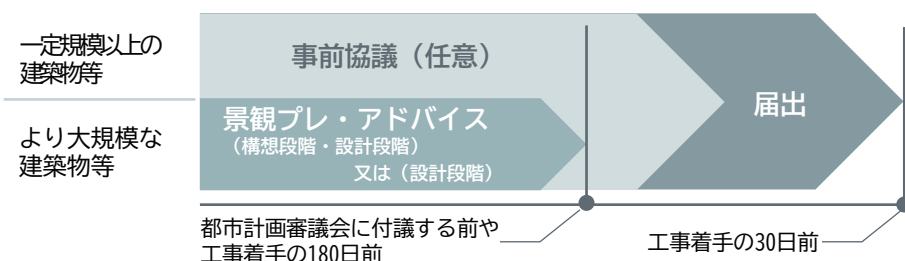 一定規模以上の
建築物等
事前協議（任意）
届出
より大規模な
建築物等
景観プレ・アドバイス
（構想段階・設計段階）
又は（設計段階）
都市計画審議会に付議する前や
工事着手の180日前
工事着手の30日前